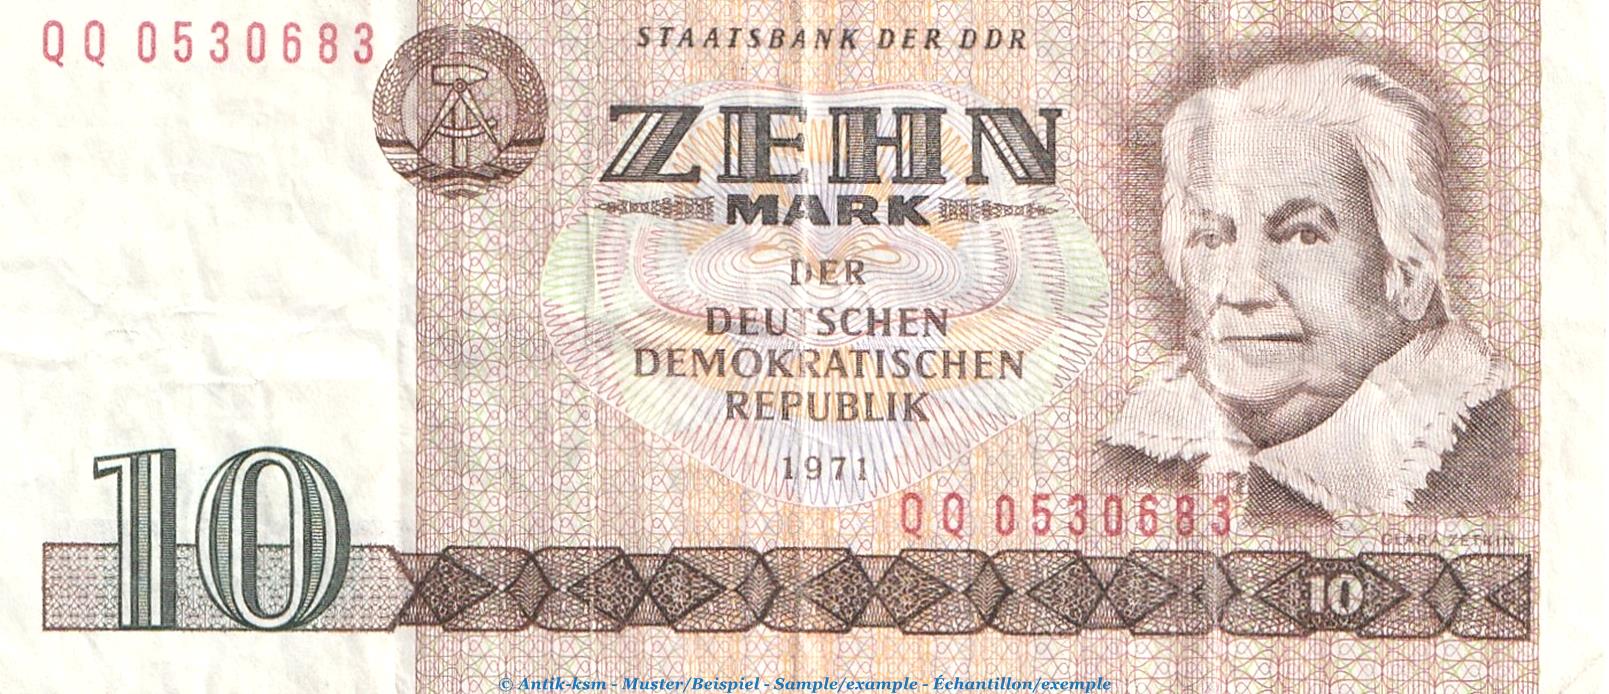 QQ 0530683
STAATSBANK DER DDR
ZEHN
MARK
DER
DEUTSCHEN
DEMOKRATISCHEN
REPUBLIK
1971
QQ 0530683
CLARA ZETKIN
10
10
© Antik-ksm - Muster/Beispiel - Sample/example - Échantillon/exemple